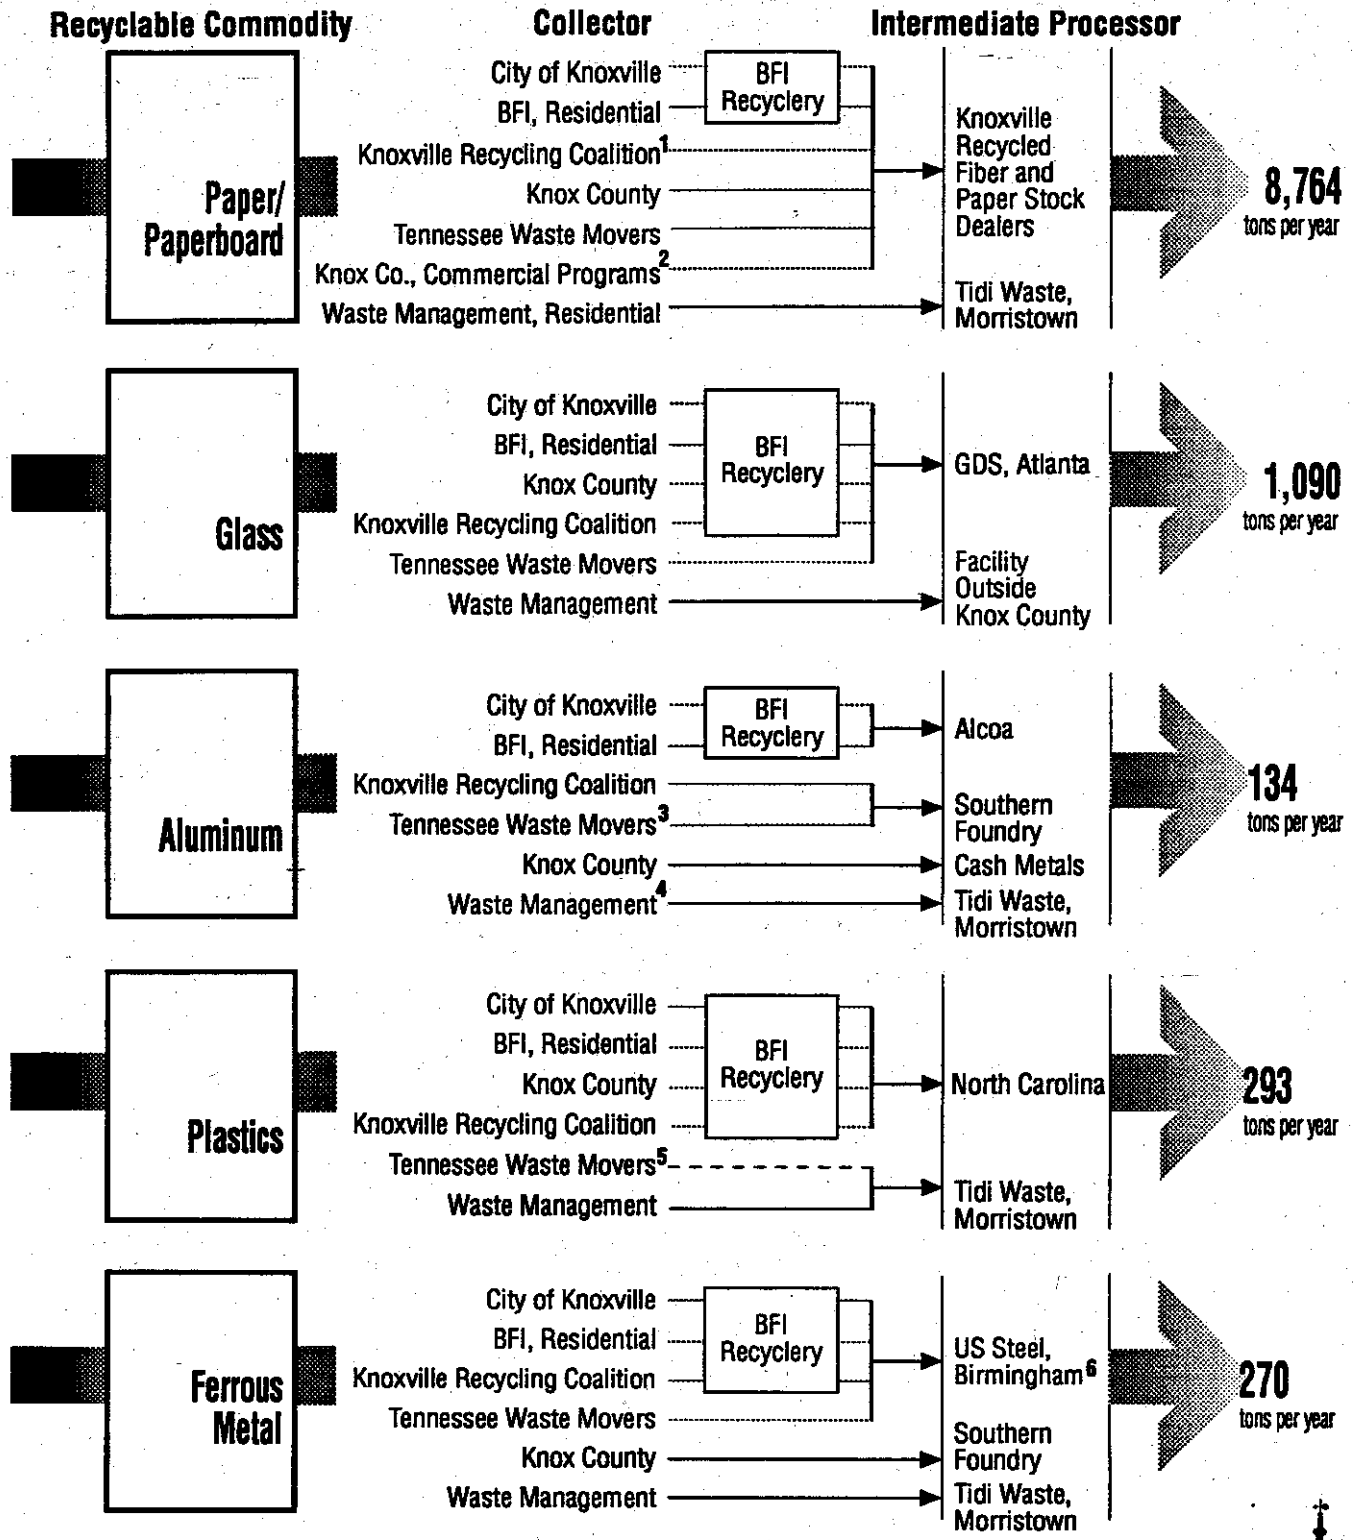 Recyclable Commodity Collector Intermediate Processor
Paper/
Paperboard
City of Knoxville
BFI, Residential
Knoxville Recycling Coalition1
Knox County
Tennessee Waste Movers
Knox Co., Commercial Programs2
Waste Management, Residential
BFI
Recyclery
Knoxville
Recycled
Fiber and
Paper Stock
Dealers
Tidi Waste,
Morristown
8,764
tons per year
Glass
City of Knoxville
BFI, Residential
Knox County
Knoxville Recycling Coalition
Tennessee Waste Movers
Waste Management
BFI
Recyclery
GDS, Atlanta
Facility
Outside
Knox County
1,090
tons per year
Aluminum
City of Knoxville
BFI, Residential
Knoxville Recycling Coalition
Tennessee Waste Movers3
Knox County
Waste Management4
BFI
Recyclery
Alcoa
Southern
Foundry
Cash Metals
Tidi Waste,
Morristown
134
tons per year
Plastics
City of Knoxville
BFI, Residential
Knox County
Knoxville Recycling Coalition
Tennessee Waste Movers5
Waste Management
BFI
Recyclery
North Carolina
Tidi Waste,
Morristown
293
tons per year
Ferrous
Metal
City of Knoxville
BFI, Residential
Knoxville Recycling Coalition
Tennessee Waste Movers
Knox County
Waste Management
BFI
Recyclery
US Steel,
Birmingham6
Southern
Foundry
Tidi Waste,
Morristown
270
tons per year